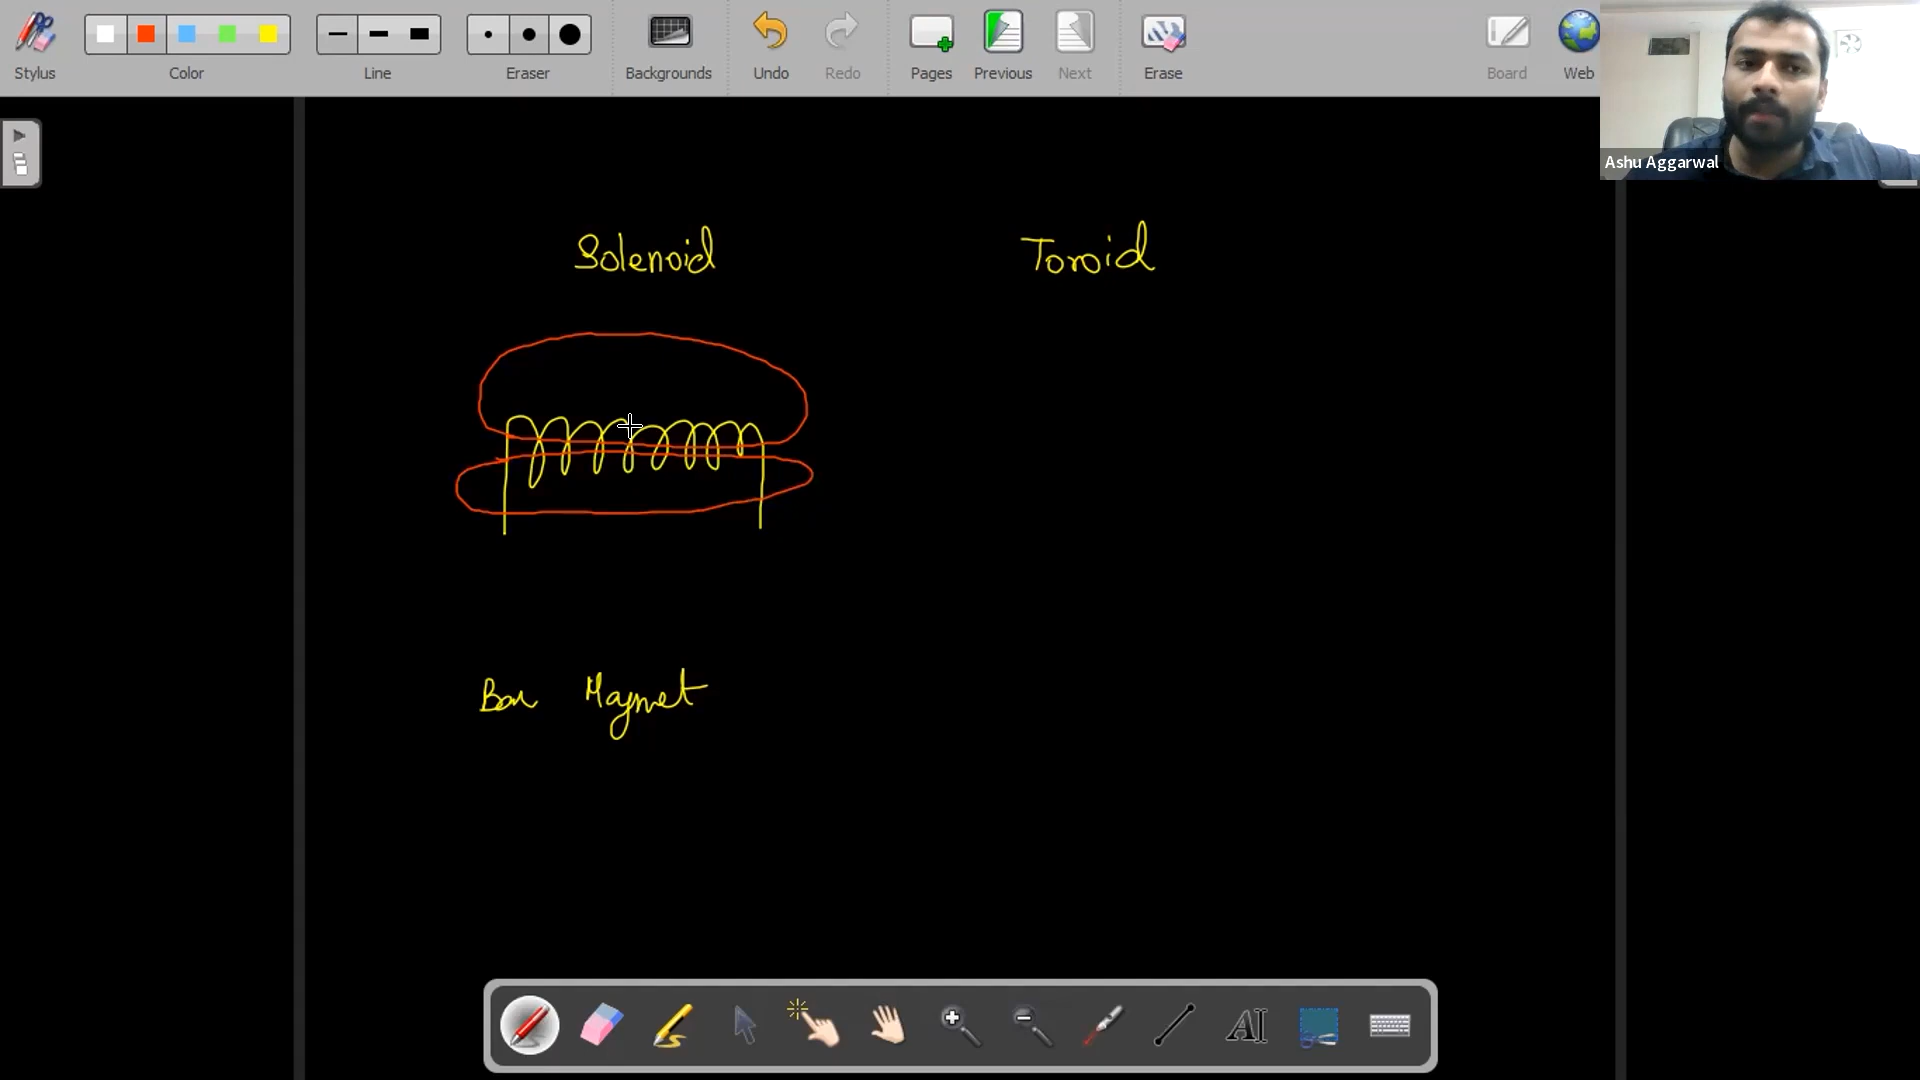 Stylus Color Line Eraser Backgrounds Undo Redo Pages Previous Next Erase Board Web
Ashu Aggarwal
Solenoid Toroid
Bar Magnet
AI